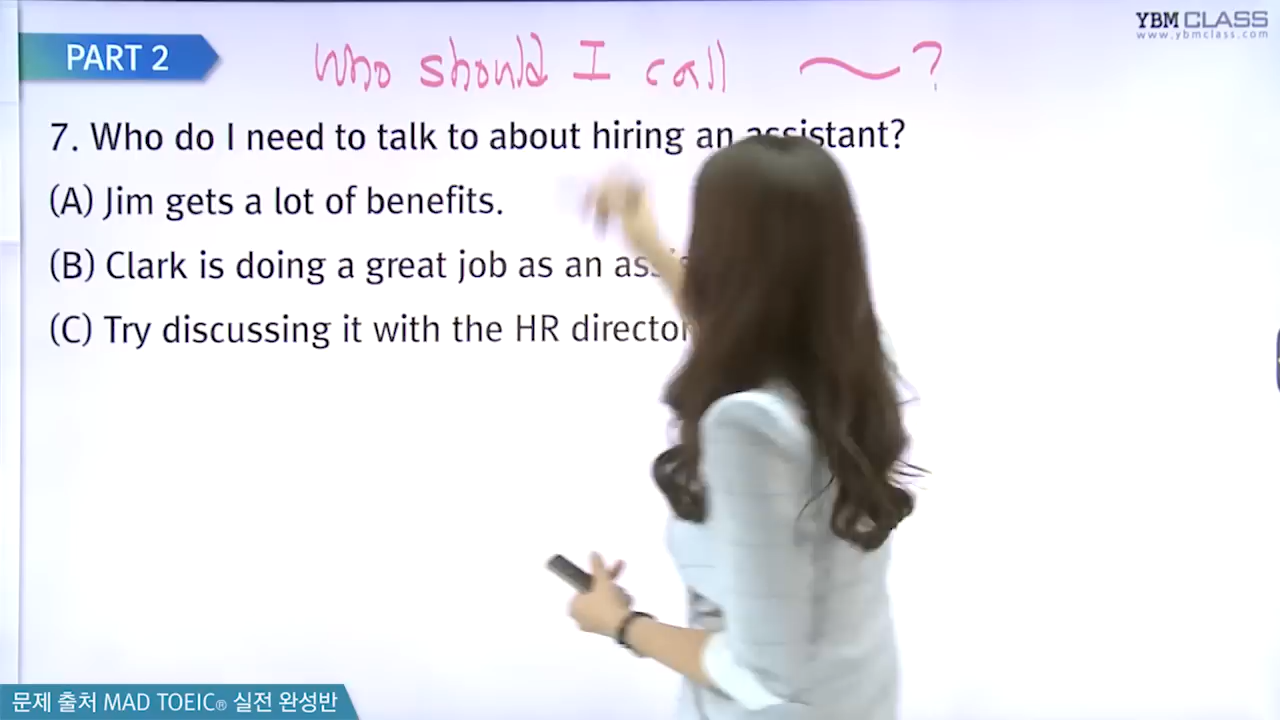 YBM CLASS
www.ybmclass.com
PART 2
Who should I call ~?
7. Who do I need to talk to about hiring an assistant?
(A) Jim gets a lot of benefits.
(B) Clark is doing a great job as an
(C) Try discussing it with the HR director
문제 출처 MAD TOEIC® 실전 완성반